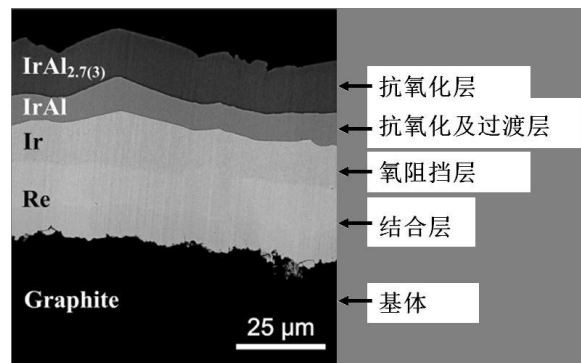 IrAl2.7(3)
抗氧化层
IrAl
抗氧化及过渡层
Ir
氧阻挡层
Re
结合层
Graphite
基体
25 μm